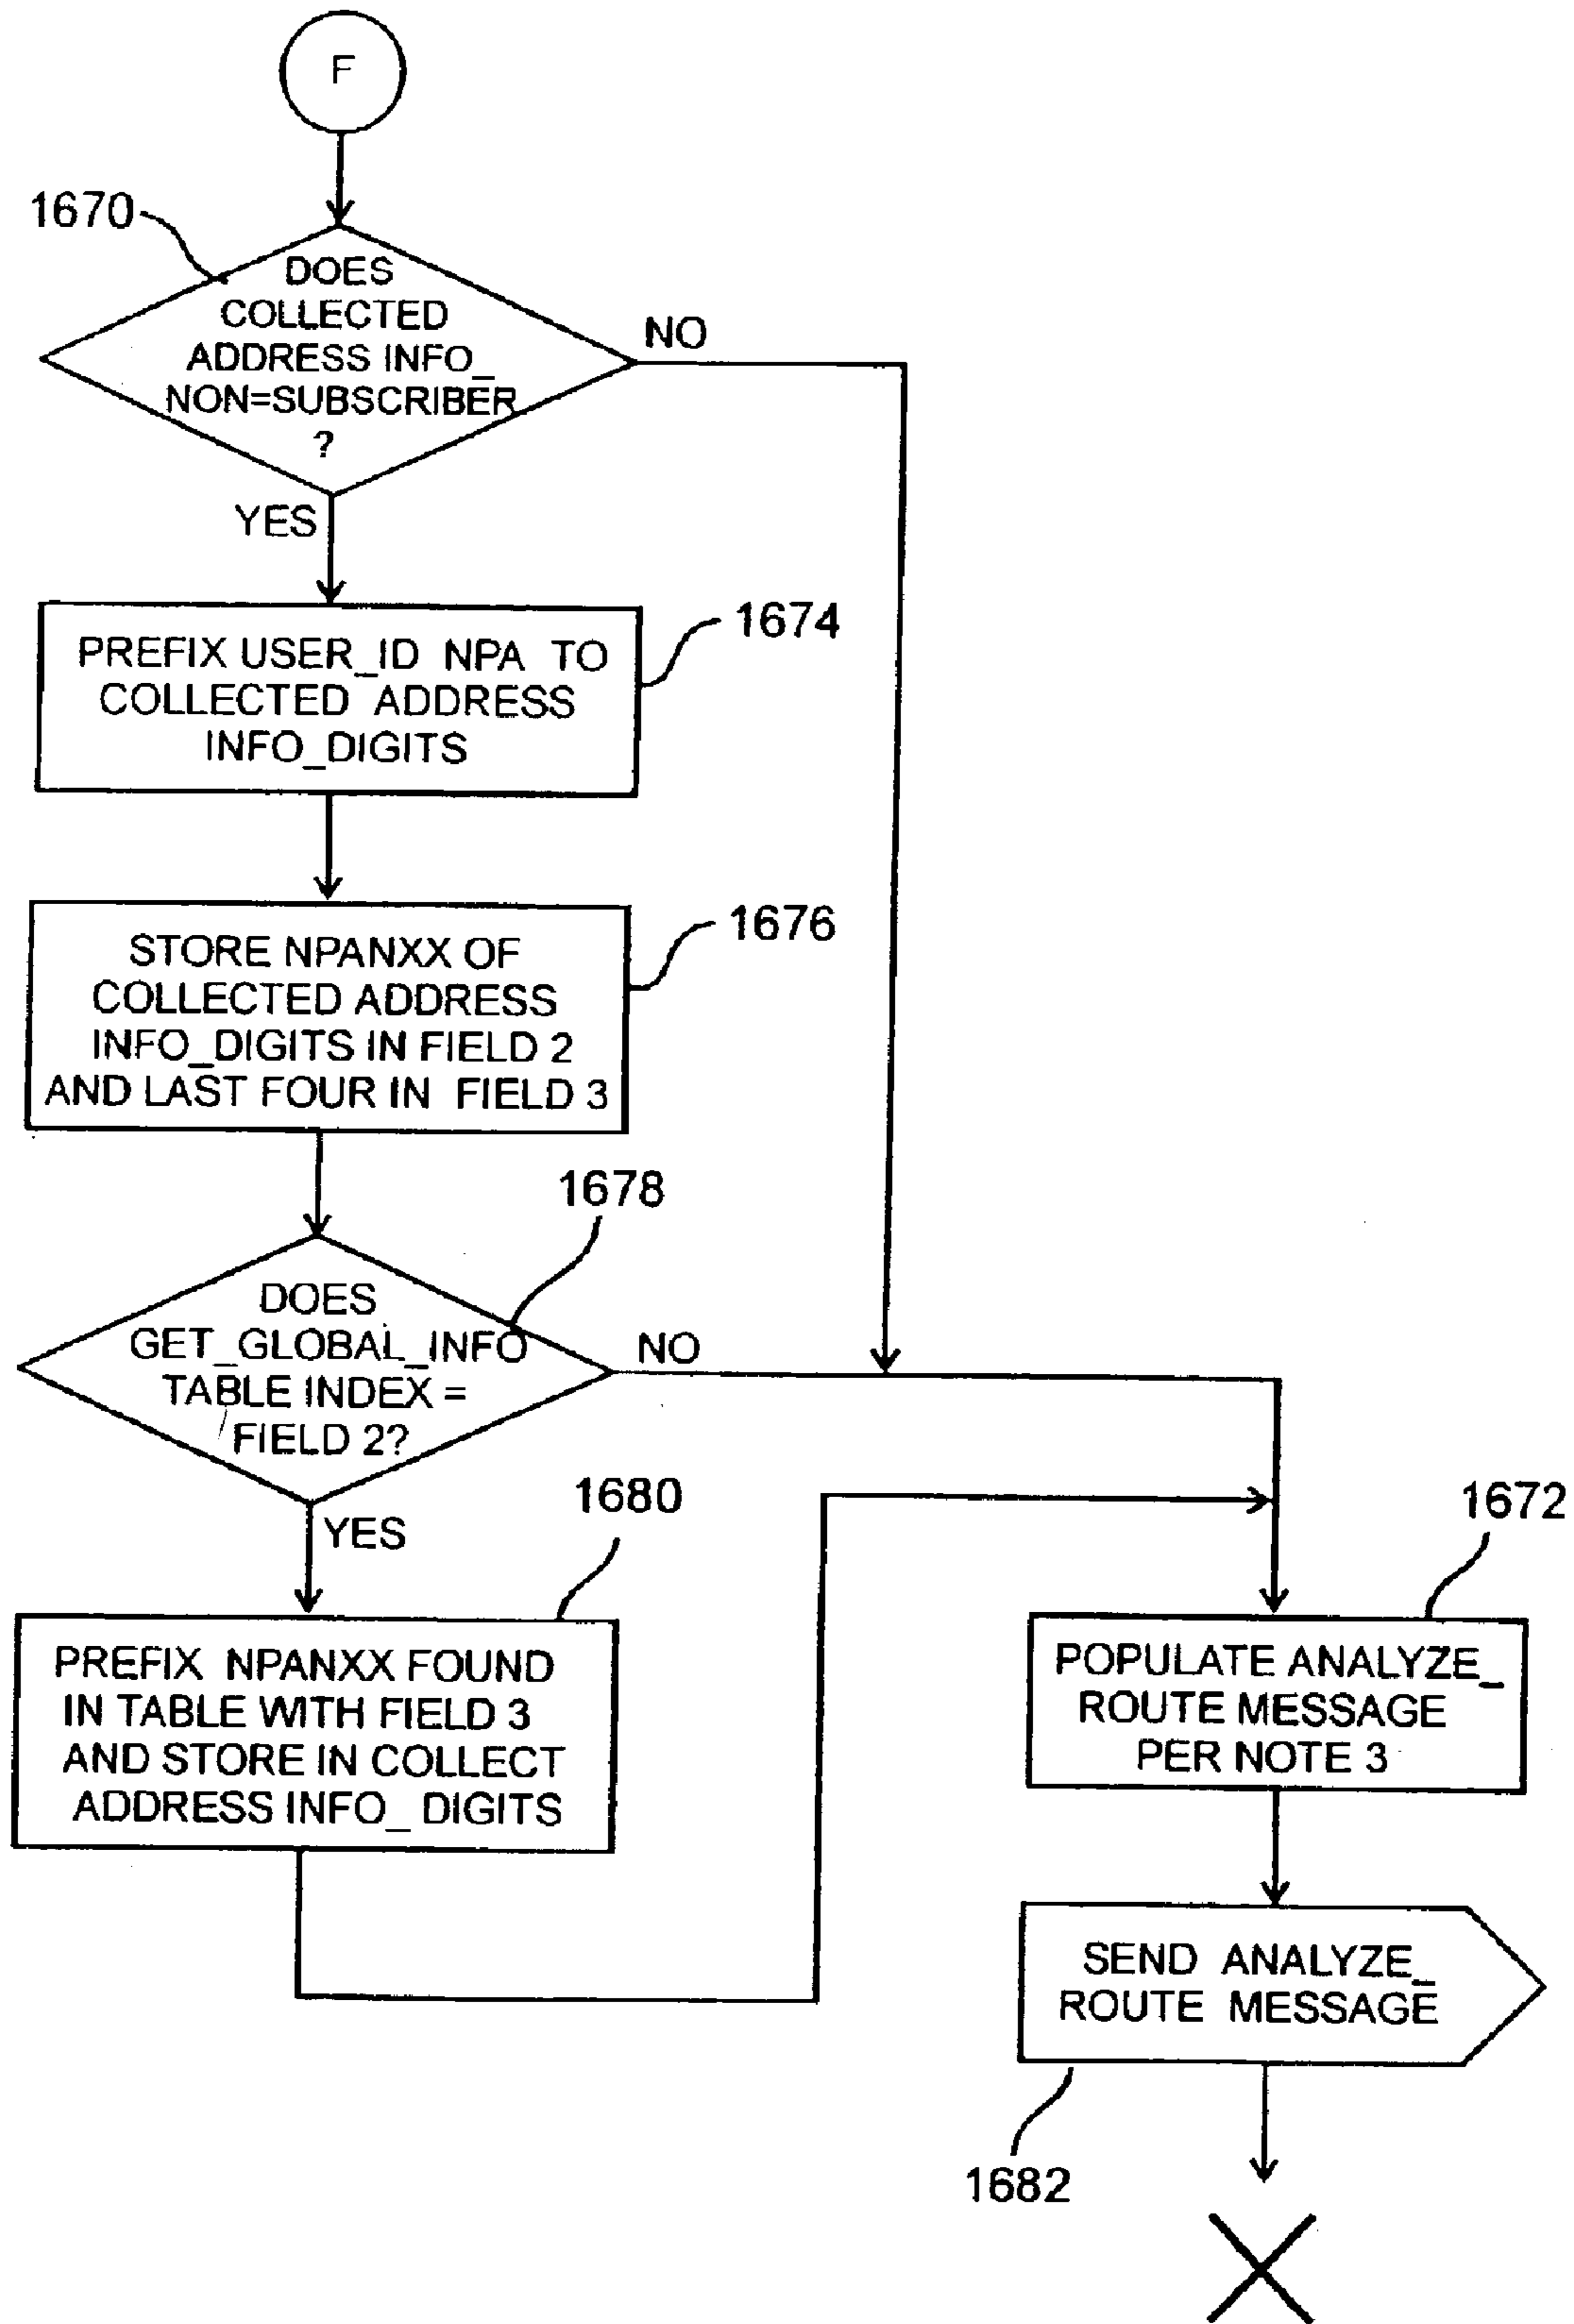 F
1670
DOES
COLLECTED
ADDRESS INFO_
NON=SUBSCRIBER
?
NO
YES
PREFIX USER_ID NPA TO
COLLECTED ADDRESS
INFO_DIGITS
1674
STORE NPANXX OF
COLLECTED ADDRESS
INFO_DIGITS IN FIELD 2
AND LAST FOUR IN FIELD 3
1676
1678
DOES
GET_GLOBAL_INFO
TABLE INDEX =
FIELD 2?
NO
YES
1680
PREFIX NPANXX FOUND
IN TABLE WITH FIELD 3
AND STORE IN COLLECT
ADDRESS INFO_ DIGITS
1672
POPULATE ANALYZE_
ROUTE MESSAGE
PER NOTE 3
SEND ANALYZE_
ROUTE MESSAGE
1682